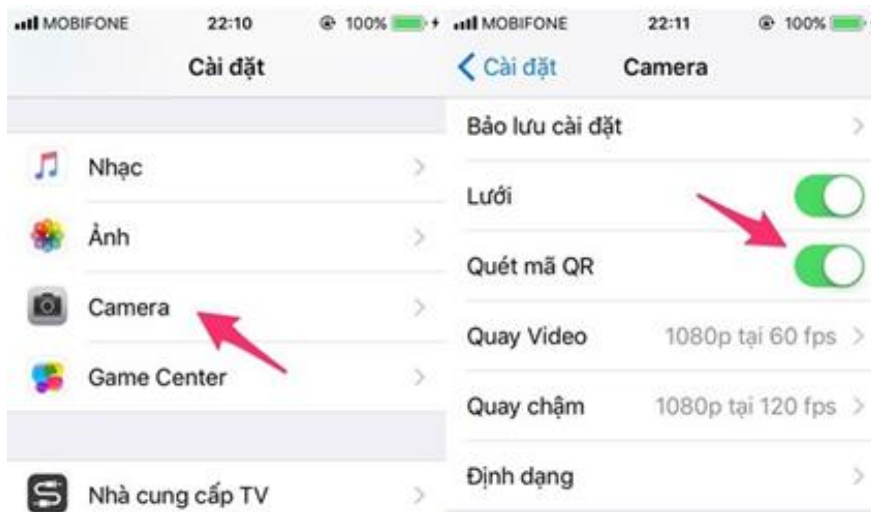 MOBIFONE 22:10 100%
Cài đặt
Nhạc
Ảnh
Camera
Game Center
Nhà cung cấp TV
MOBIFONE 22:11 100%
Cài đặt Camera
Bảo lưu cài đặt
Lưới
Quét mã QR
Quay Video 1080p tại 60 fps
Quay chậm 1080p tại 120 fps
Định dạng